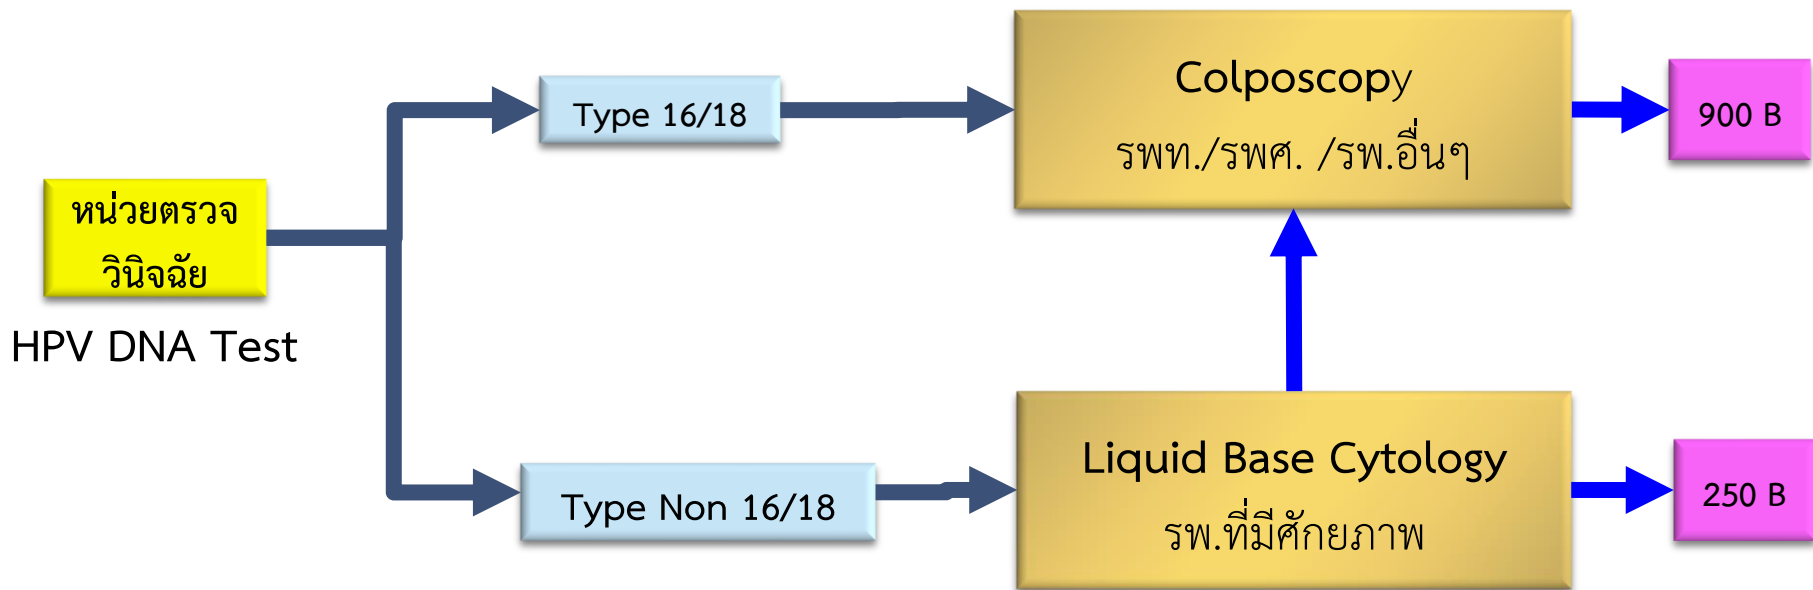 หน่วยตรวจ
วินิจฉัย
HPV DNA Test
Type 16/18
Colposcopy
รพท./รพศ. /รพ.อื่นๆ
900 B
Type Non 16/18
Liquid Base Cytology
รพ.ที่มีศักยภาพ
250 B